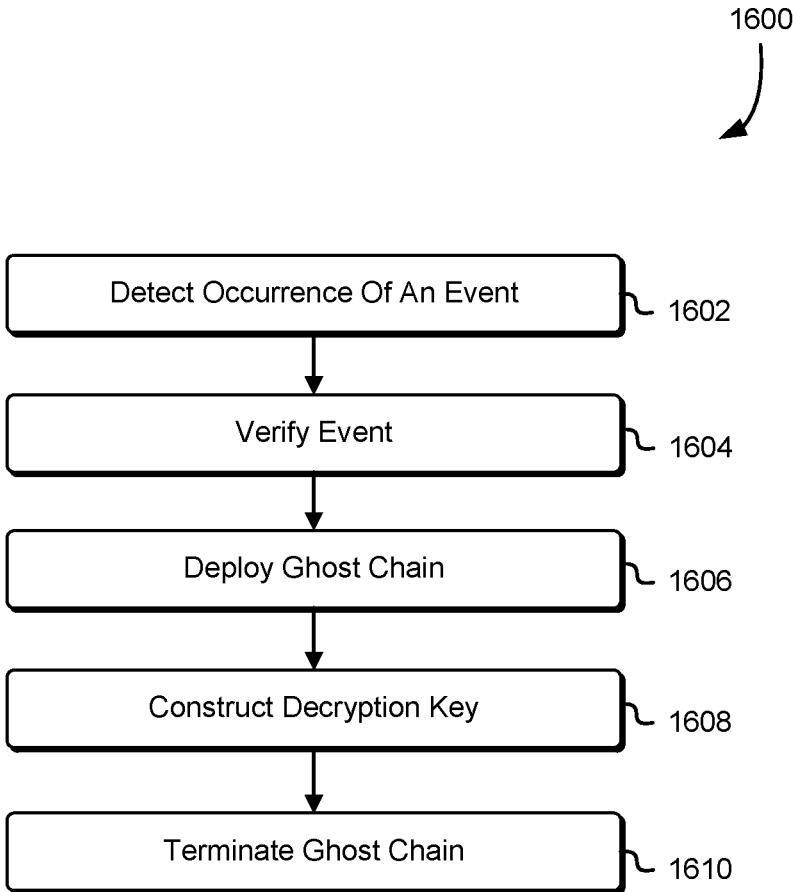 1600
Detect Occurrence Of An Event
1602
Verify Event
1604
Deploy Ghost Chain
1606
Construct Decryption Key
1608
Terminate Ghost Chain
1610